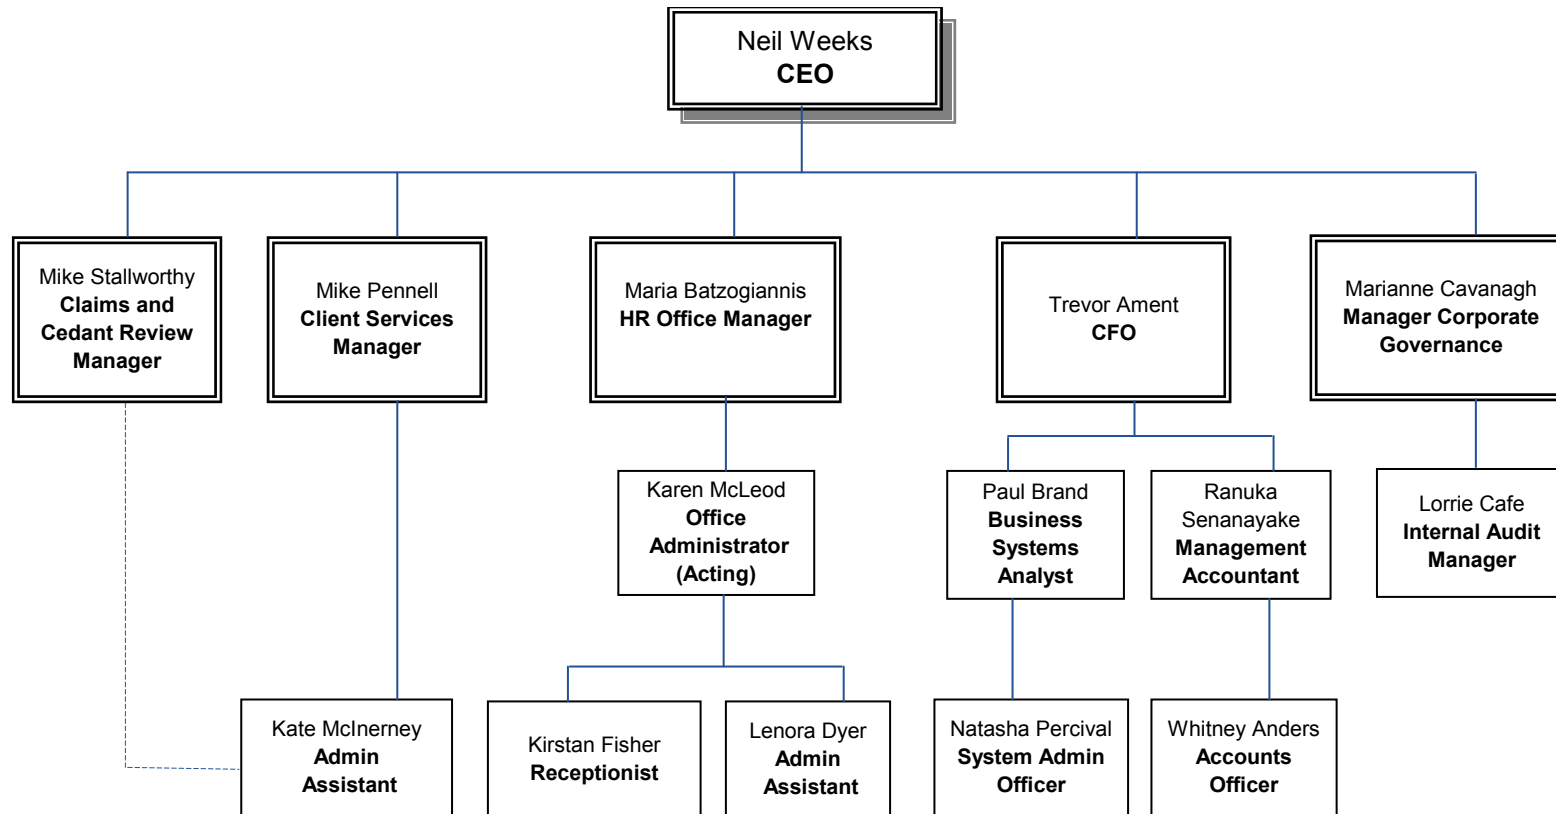 Neil Weeks
CEO
Mike Stallworthy
Claims and
Cedant Review
Manager
Mike Pennell
Client Services
Manager
Maria Batzogiannis
HR Office Manager
Trevor Ament
CFO
Marianne Cavanagh
Manager Corporate
Governance
Karen McLeod
Office
Administrator
(Acting)
Paul Brand
Business
Systems
Analyst
Ranuka
Senanayake
Management
Accountant
Lorrie Cafe
Internal Audit
Manager
Kate McInerney
Admin
Assistant
Kirstan Fisher
Receptionist
Lenora Dyer
Admin
Assistant
Natasha Percival
System Admin
Officer
Whitney Anders
Accounts
Officer